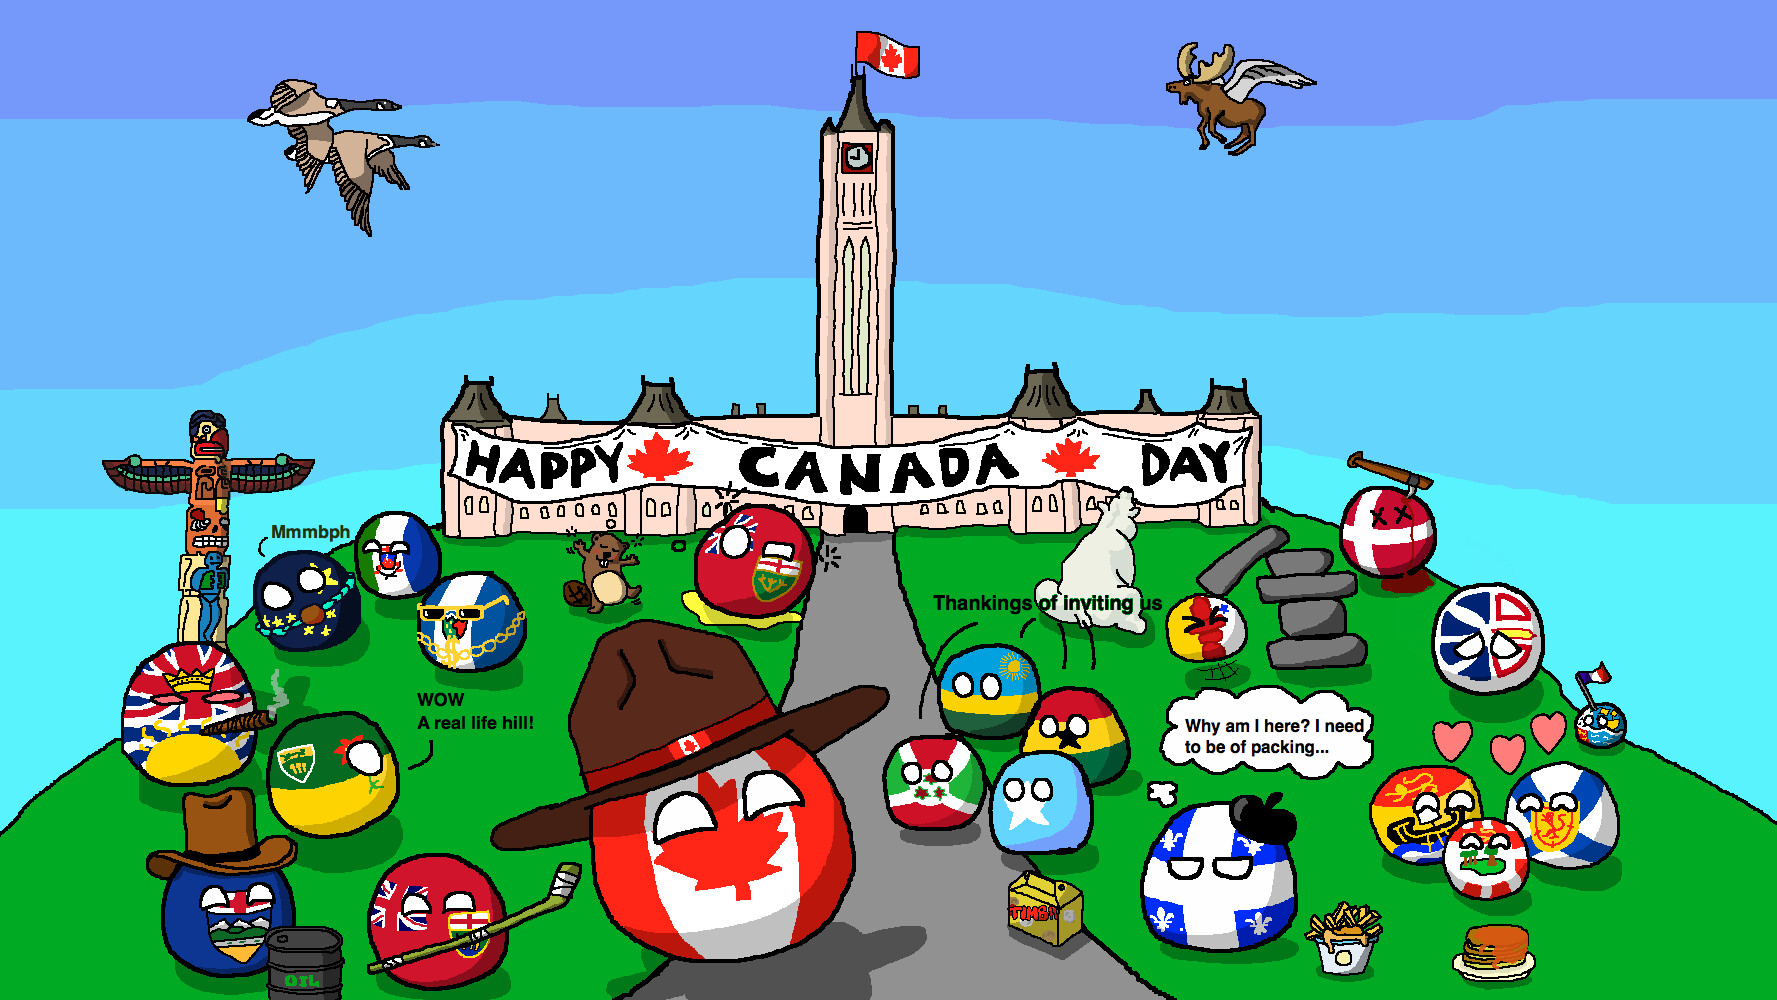 HAPPY CANADA DAY
Mmmbph
Thankings of inviting us
WOW
A real life hill!
Why am I here? I need
to be of packing...
TIMBI
OIL